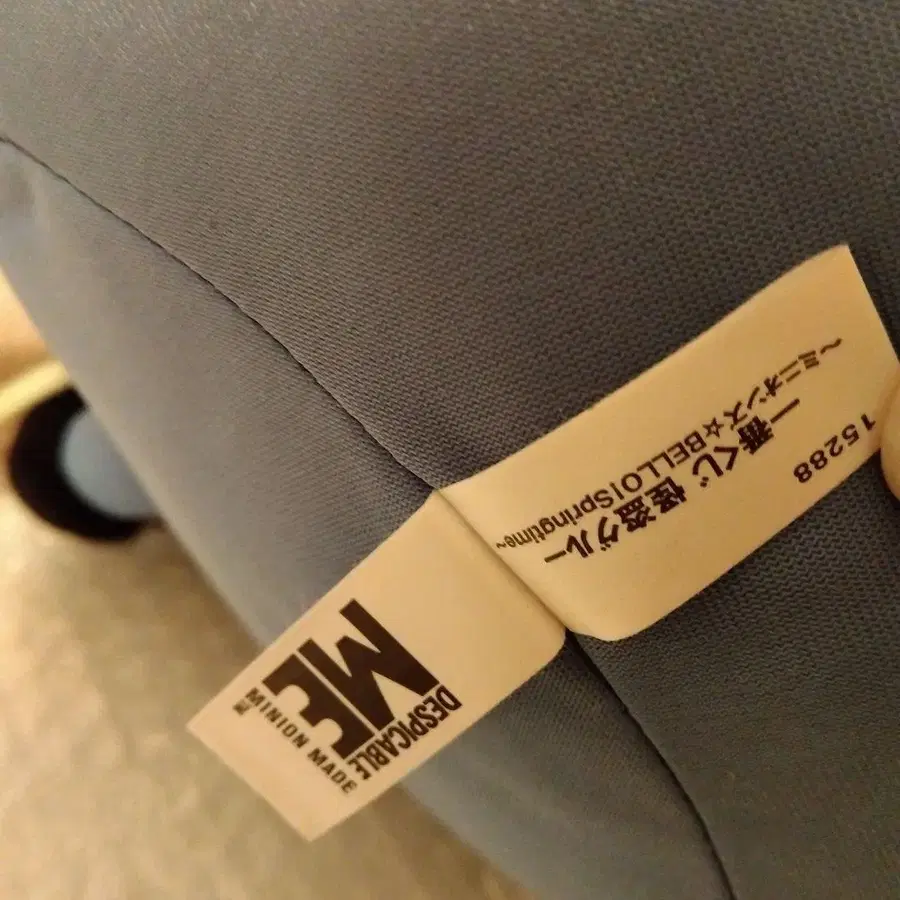 15288
一番くじ 怪盗グルー
～ミニオンズ☆BELLO!Springtime~
DESPICABLE
ME
MINION MADE
TM